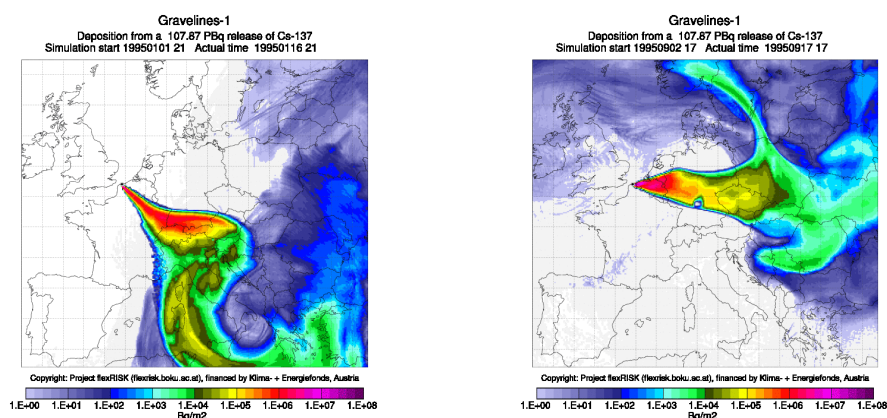 Gravelines-1
Deposition from a 107.87 PBq release of Cs-137
Simulation start 19950101 21 Actual time 19950116 21
Copyright: Project flexRISK (flexrisk.boku.ac.at), financed by Klima- + Energiefonds, Austria
1.E+00 1.E+01 1.E+02 1.E+03 1.E+04 1.E+05 1.E+06 1.E+07 1.E+08
Bq/m2
Gravelines-1
Deposition from a 107.87 PBq release of Cs-137
Simulation start 19950902 17 Actual time 19950917 17
Copyright: Project flexRISK (flexrisk.boku.ac.at), financed by Klima- + Energiefonds, Austria
1.E+00 1.E+01 1.E+02 1.E+03 1.E+04 1.E+05 1.E+06 1.E+07 1.E+08
Bq/m2